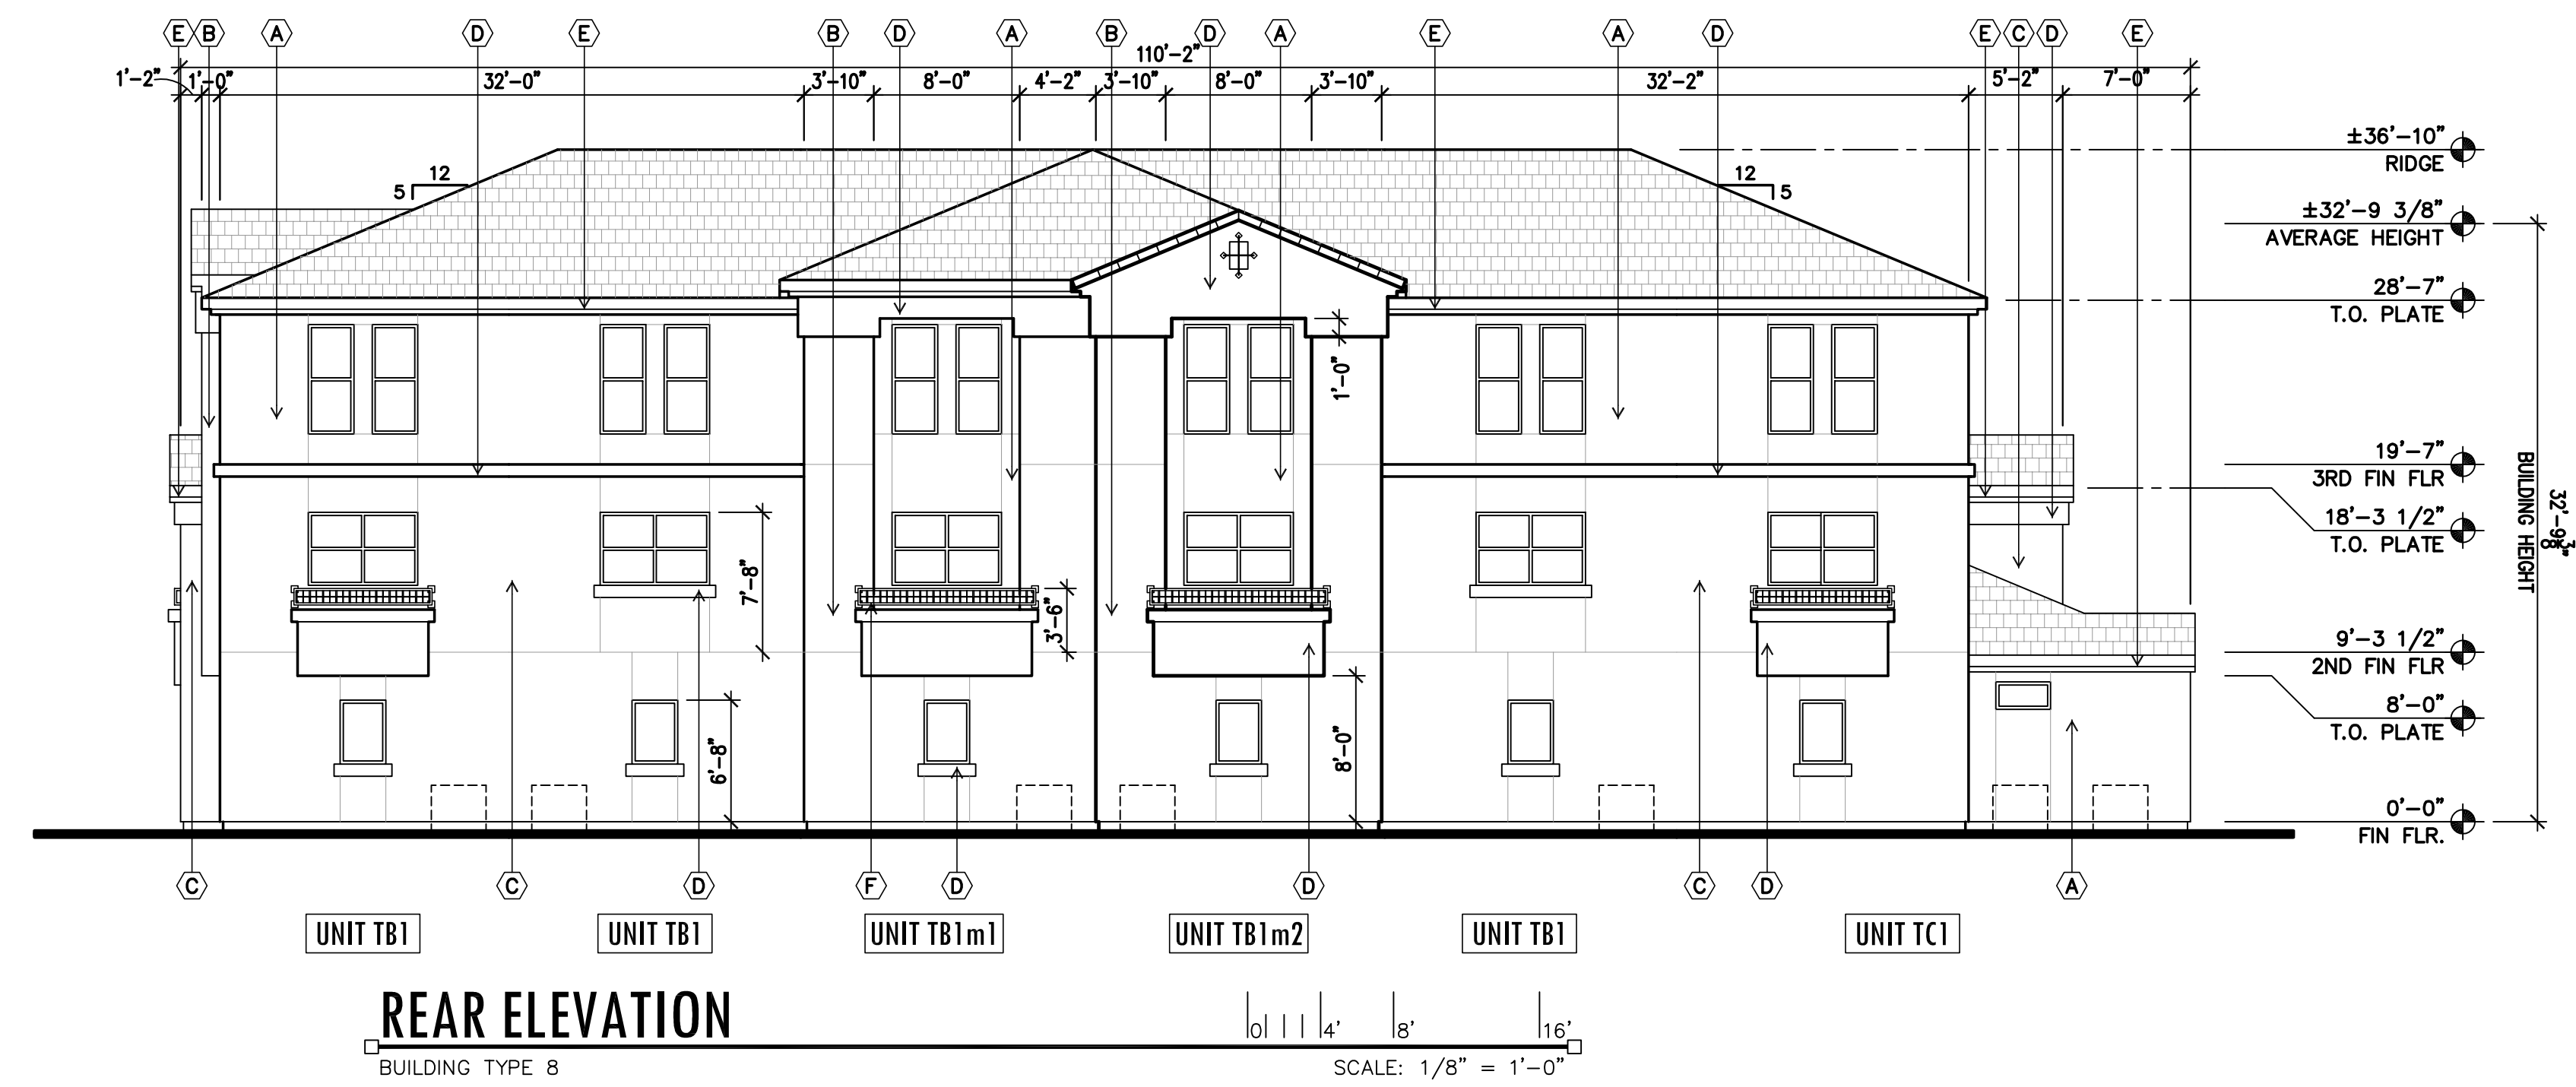 E B A D E B D A B D A E A D E C D E
110'-2"
1'-2" 1'-0" 32'-0" 3'-10" 8'-0" 4'-2" 3'-10" 8'-0" 3'-10" 32'-2" 5'-2" 7'-0"
12
5
12
5
±36'-10"
RIDGE
±32'-9 3/8"
AVERAGE HEIGHT
28'-7"
T.O. PLATE
1'-0"
19'-7"
3RD FIN FLR
18'-3 1/2"
T.O. PLATE
BUILDING HEIGHT
32'-9 3/8"
7'-8"
3'-6"
9'-3 1/2"
2ND FIN FLR
8'-0"
T.O. PLATE
6'-8"
8'-0"
0'-0"
FIN FLR.
C C D F D D C D A
UNIT TB1 UNIT TB1 UNIT TB1m1 UNIT TB1m2 UNIT TB1 UNIT TC1
REAR ELEVATION
0 4' 8' 16'
BUILDING TYPE 8
SCALE: 1/8" = 1'-0"